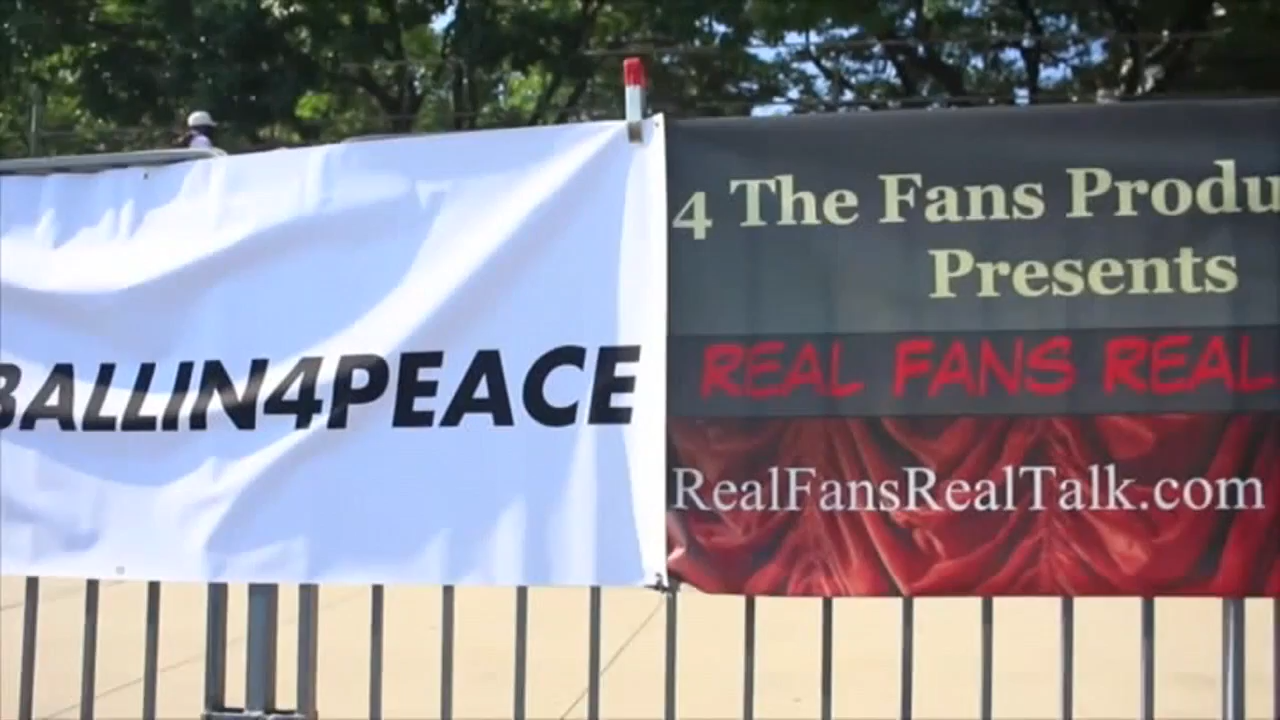 BALLIN4PEACE
4 The Fans Produ
Presents
REAL FANS REAL
RealFansRealTalk.com